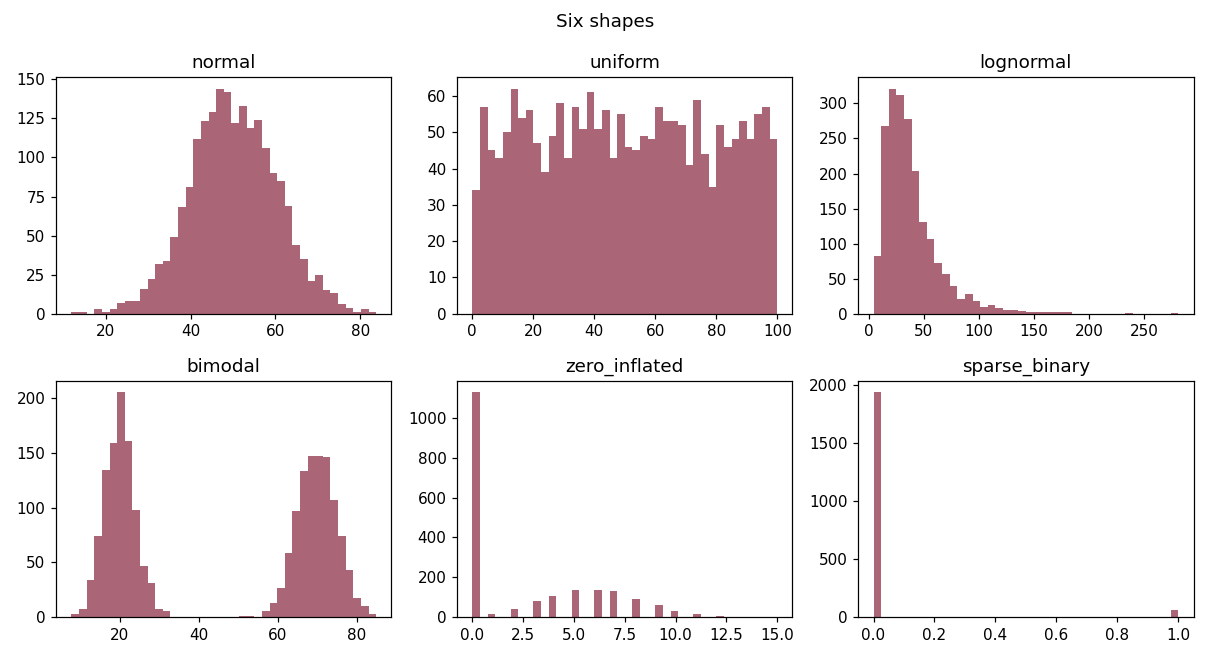 Six shapes
normal
150
125
100
75
50
25
0
20 40 60 80
uniform
60
50
40
30
20
10
0
0 20 40 60 80 100
lognormal
300
250
200
150
100
50
0
0 50 100 150 200 250
bimodal
200
150
100
50
0
20 40 60 80
zero_inflated
1000
800
600
400
200
0
0.0 2.5 5.0 7.5 10.0 12.5 15.0
sparse_binary
2000
1500
1000
500
0
0.0 0.2 0.4 0.6 0.8 1.0